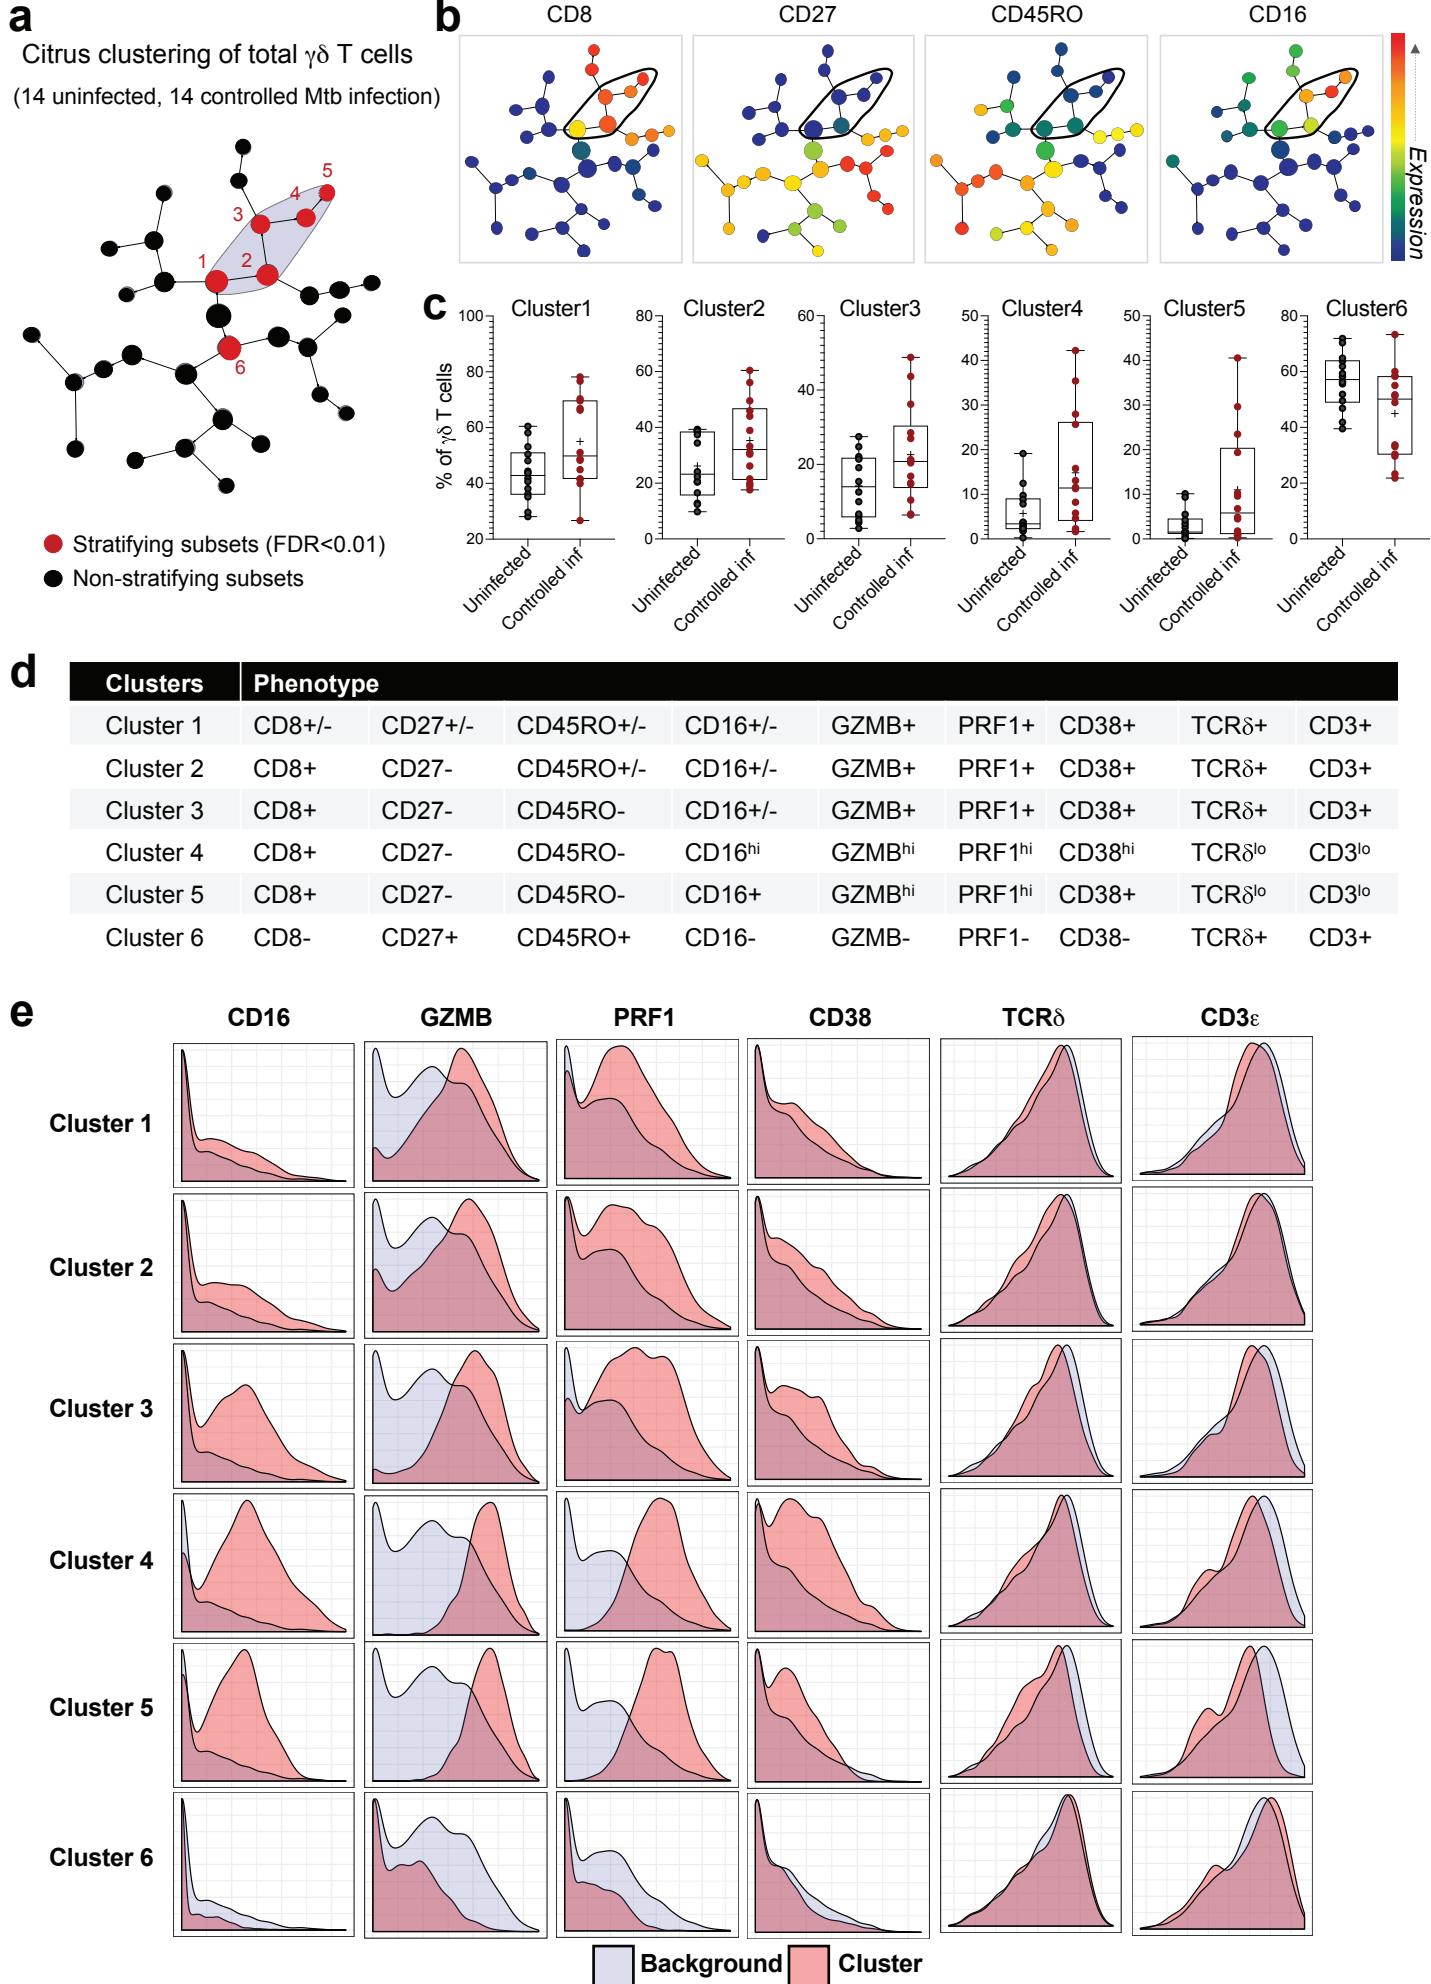 a
Citrus clustering of total γδ T cells
(14 uninfected, 14 controlled Mtb infection)
5
4
3
2
1
6
Stratifying subsets (FDR<0.01)
Non-stratifying subsets
b
CD8 CD27 CD45RO CD16
Expression
c
Cluster1 Cluster2 Cluster3 Cluster4 Cluster5 Cluster6
% of γδ T cells
100 80 60 40 20
80 60 40 20 0
60 40 20 0
50 40 30 20 10 0
50 40 30 20 10 0
80 60 40 20 0
Uninfected Controlled inf Uninfected Controlled inf Uninfected Controlled inf Uninfected Controlled inf Uninfected Controlled inf Uninfected Controlled inf
d
Clusters Phenotype
Cluster 1 CD8+/- CD27+/- CD45RO+/- CD16+/- GZMB+ PRF1+ CD38+ TCRδ+ CD3+
Cluster 2 CD8+ CD27- CD45RO+/- CD16+/- GZMB+ PRF1+ CD38+ TCRδ+ CD3+
Cluster 3 CD8+ CD27- CD45RO- CD16+/- GZMB+ PRF1+ CD38+ TCRδ+ CD3+
Cluster 4 CD8+ CD27- CD45RO- CD16hi GZMBhi PRF1hi CD38hi TCRδlo CD3lo
Cluster 5 CD8+ CD27- CD45RO- CD16+ GZMBhi PRF1hi CD38+ TCRδlo CD3lo
Cluster 6 CD8- CD27+ CD45RO+ CD16- GZMB- PRF1- CD38- TCRδ+ CD3+
e
CD16 GZMB PRF1 CD38 TCRδ CD3ε
Cluster 1
Cluster 2
Cluster 3
Cluster 4
Cluster 5
Cluster 6
Background Cluster